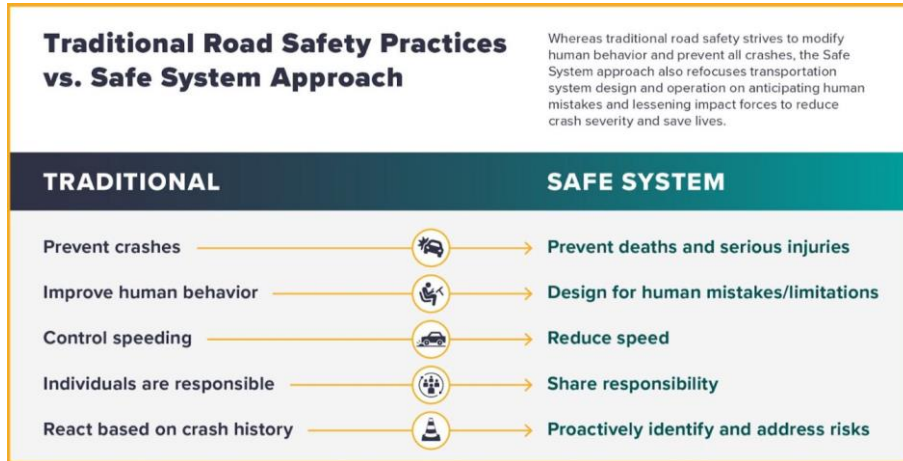 Traditional Road Safety Practices
vs. Safe System Approach
Whereas traditional road safety strives to modify
human behavior and prevent all crashes, the Safe
System approach also refocuses transportation
system design and operation on anticipating human
mistakes and lessening impact forces to reduce
crash severity and save lives.
TRADITIONAL SAFE SYSTEM
Prevent crashes Prevent deaths and serious injuries
Improve human behavior Design for human mistakes/limitations
Control speeding Reduce speed
Individuals are responsible Share responsibility
React based on crash history Proactively identify and address risks